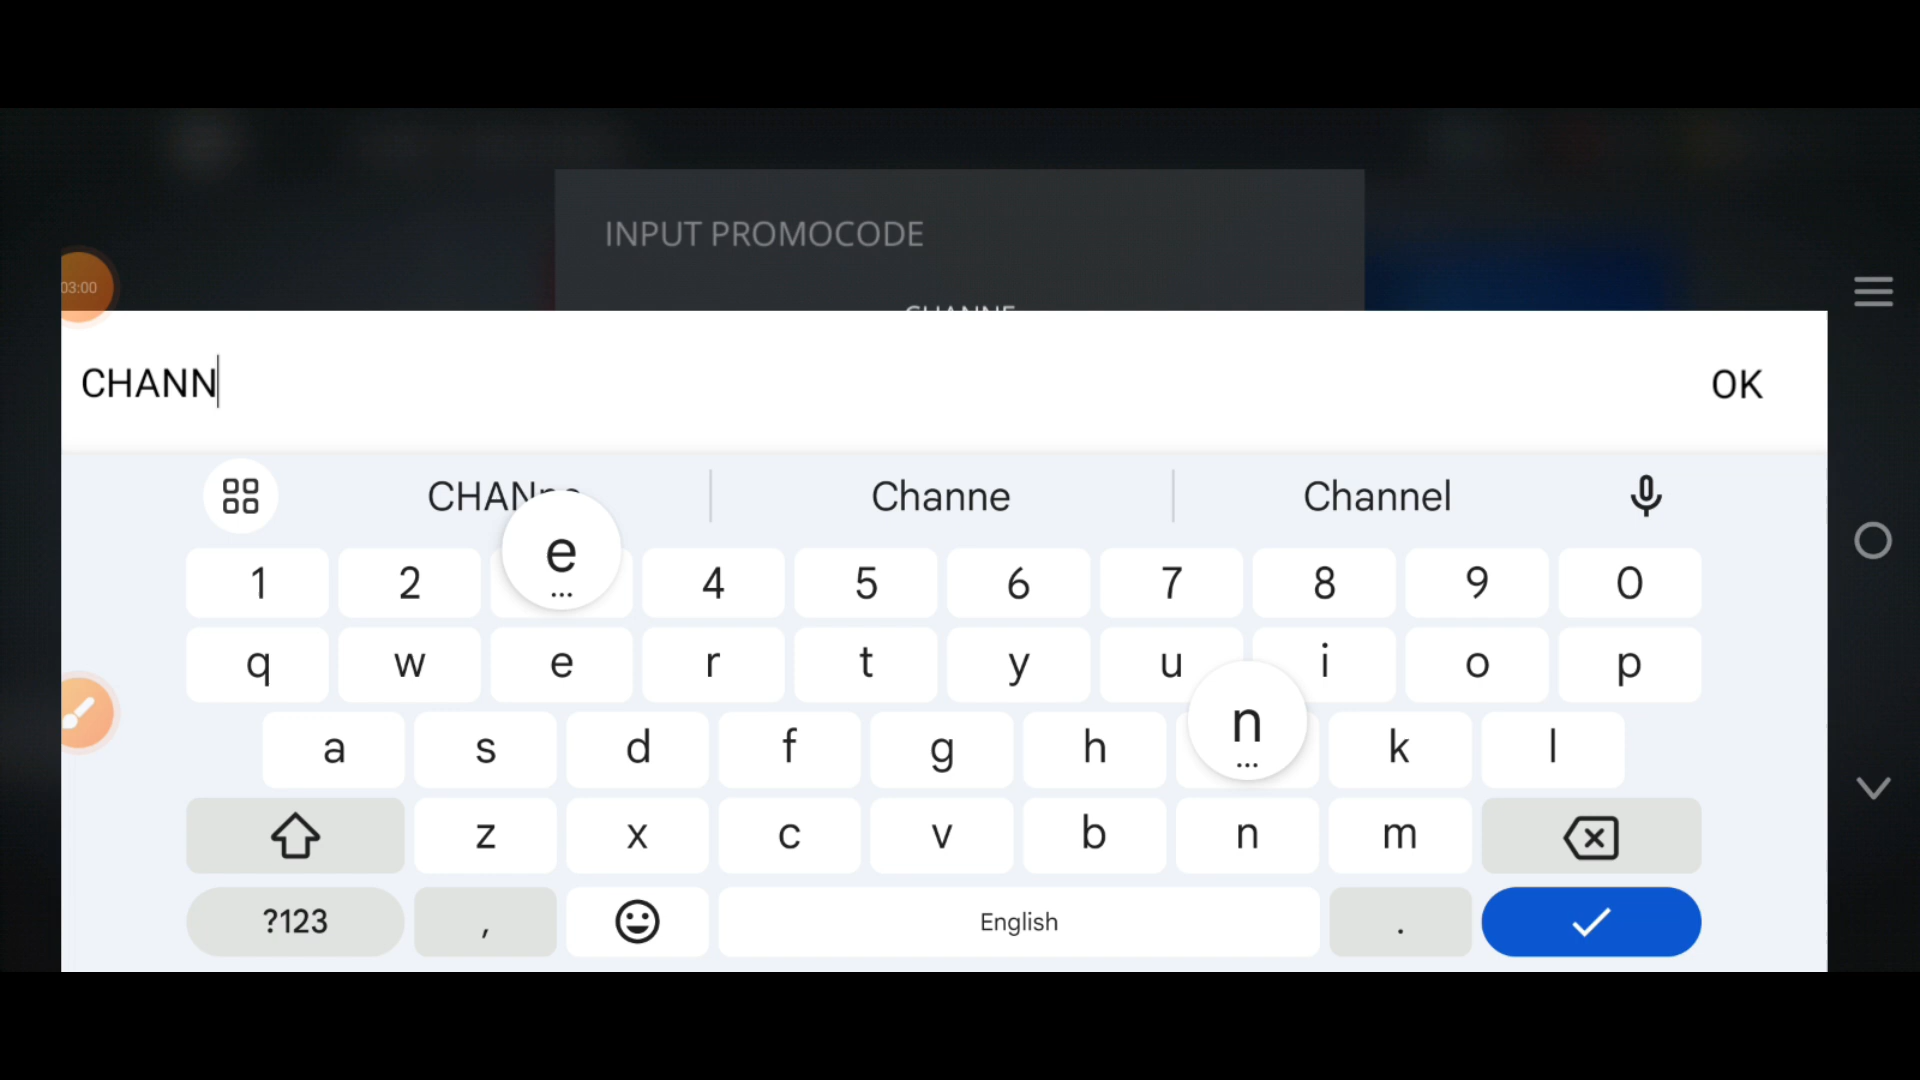 INPUT PROMOCODE
03:00
CHANNE
CHANN
OK
Channe
Channel
e
...
1 2 4 5 6 7 8 9 0
q w e r t y u i o p
n
...
a s d f g h k l
z x c v b n m
?123 , English .